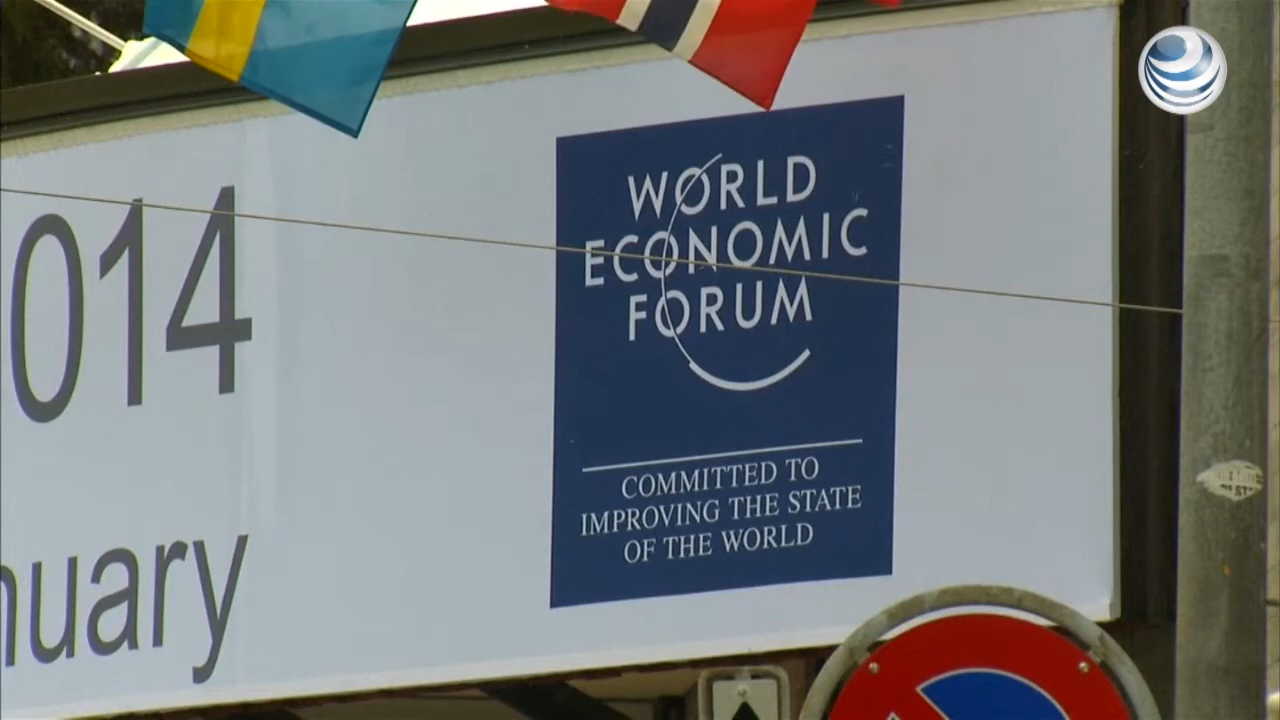 014
nuary
WORLD
ECONOMIC
FORUM
COMMITTED TO
IMPROVING THE STATE
OF THE WORLD